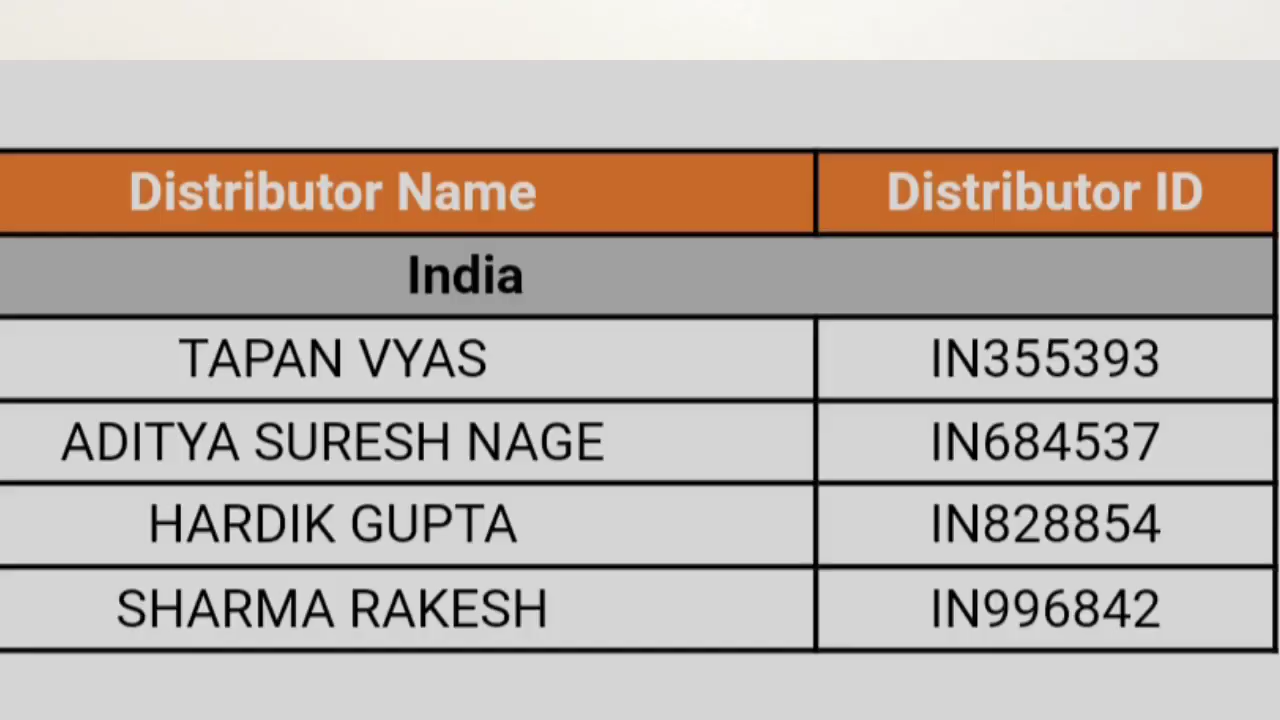 Distributor Name Distributor ID
India
TAPAN VYAS IN355393
ADITYA SURESH NAGE IN684537
HARDIK GUPTA IN828854
SHARMA RAKESH IN996842